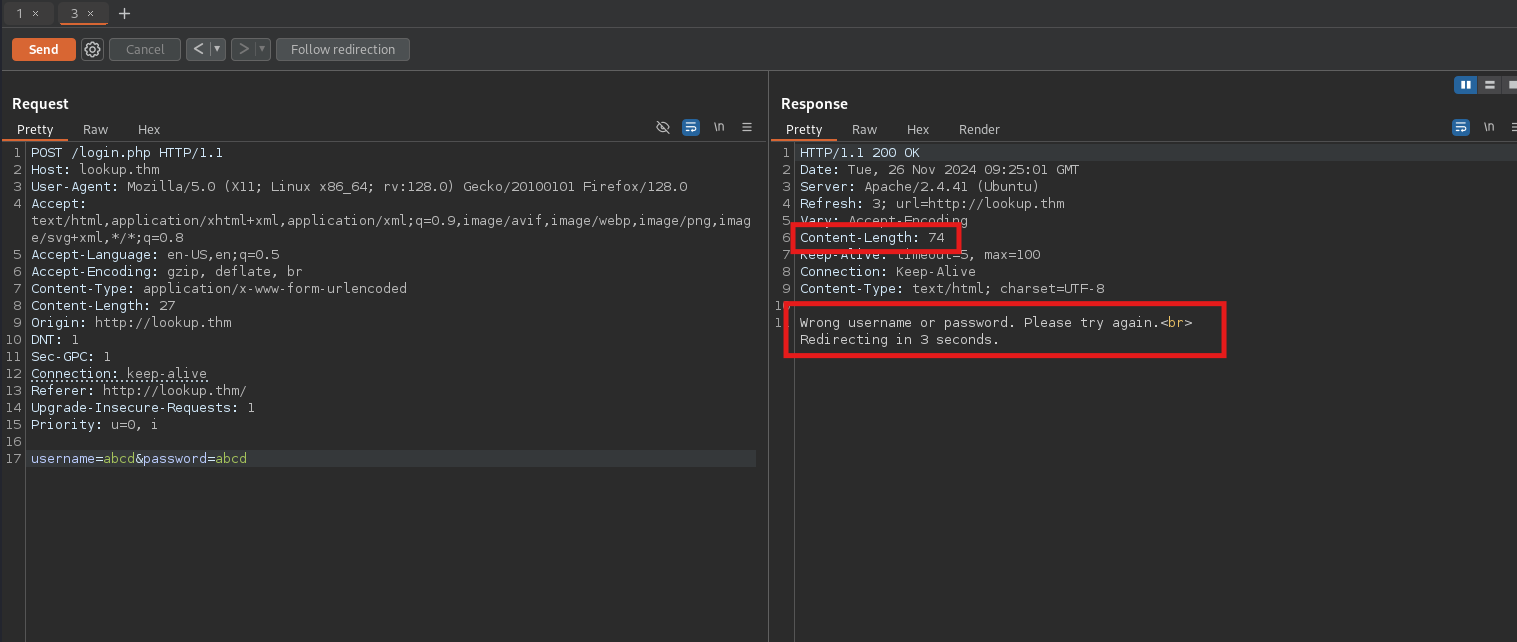 1 ×
3 ×
+
Send
Cancel
<
>
Follow redirection
Request
Pretty Raw Hex
\n
1 POST /login.php HTTP/1.1
2 Host: lookup.thm
3 User-Agent: Mozilla/5.0 (X11; Linux x86_64; rv:128.0) Gecko/20100101 Firefox/128.0
4 Accept:
text/html,application/xhtml+xml,application/xml;q=0.9,image/avif,image/webp,image/png,imag
e/svg+xml,*/*;q=0.8
5 Accept-Language: en-US,en;q=0.5
6 Accept-Encoding: gzip, deflate, br
7 Content-Type: application/x-www-form-urlencoded
8 Content-Length: 27
9 Origin: http://lookup.thm
10 DNT: 1
11 Sec-GPC: 1
12 Connection: keep-alive
13 Referer: http://lookup.thm/
14 Upgrade-Insecure-Requests: 1
15 Priority: u=0, i
16
17 username=abcd&password=abcd
Response
Pretty Raw Hex Render
\n
1 HTTP/1.1 200 OK
2 Date: Tue, 26 Nov 2024 09:25:01 GMT
3 Server: Apache/2.4.41 (Ubuntu)
4 Refresh: 3; url=http://lookup.thm
5 Vary: Accept-Encoding
6 Content-Length: 74
7 Keep-Alive: timeout=5, max=100
8 Connection: Keep-Alive
9 Content-Type: text/html; charset=UTF-8
10
11 Wrong username or password. Please try again.<br>
Redirecting in 3 seconds.